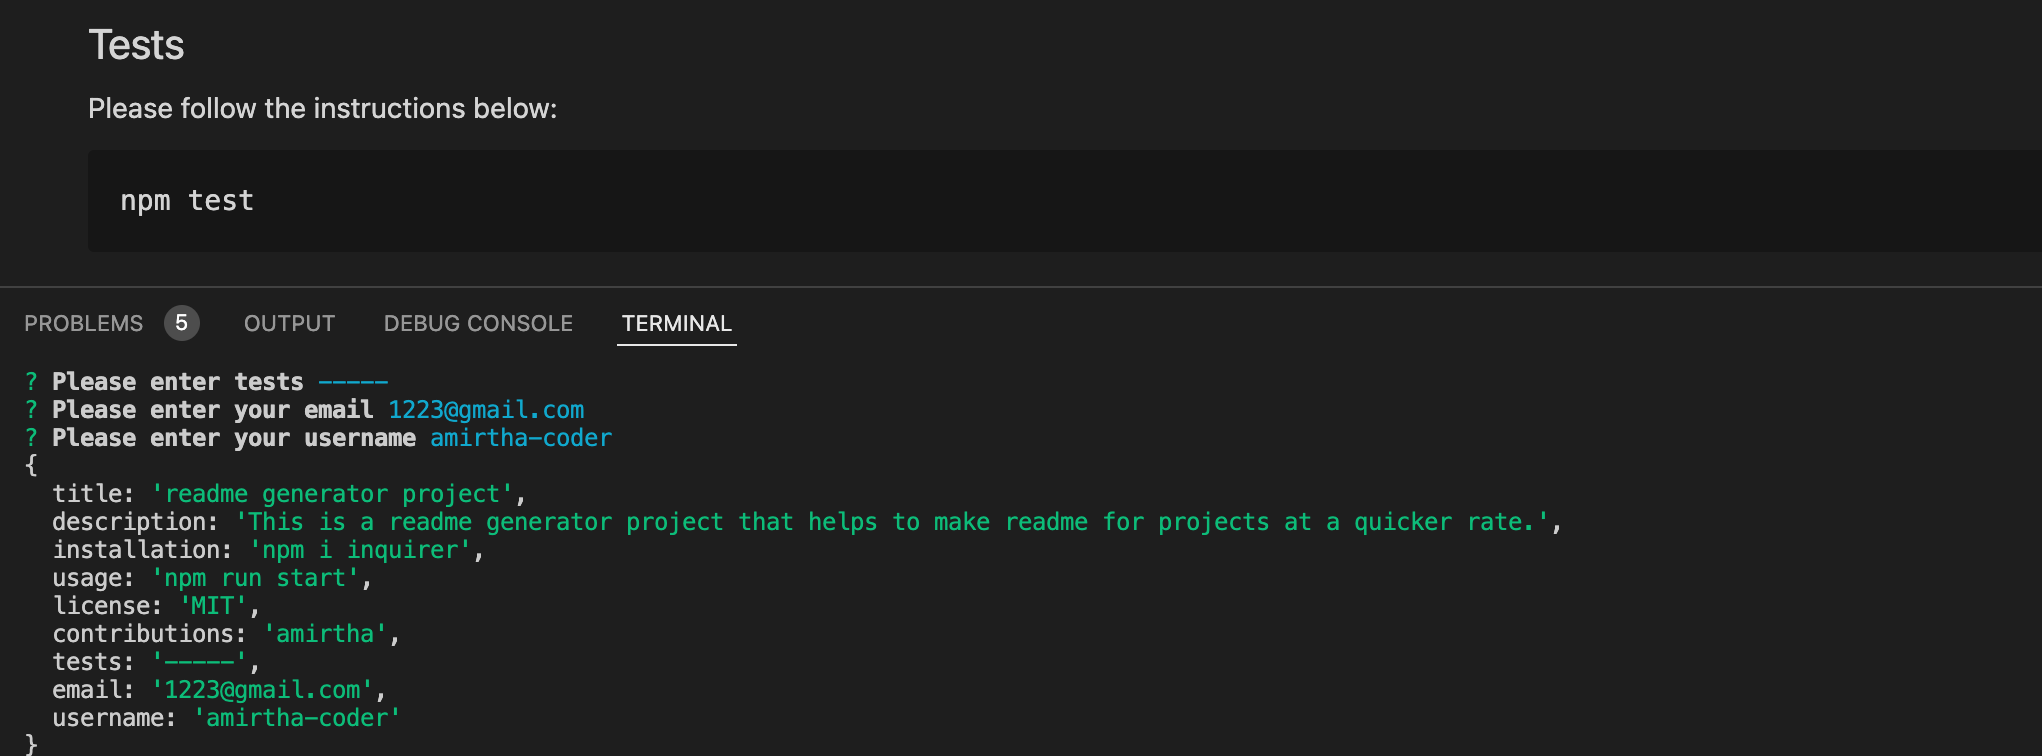 Tests
Please follow the instructions below:
npm test
PROBLEMS 5 OUTPUT DEBUG CONSOLE TERMINAL
? Please enter tests -----
? Please enter your email 1223@gmail.com
? Please enter your username amirtha-coder
{
  title: 'readme generator project',
  description: 'This is a readme generator project that helps to make readme for projects at a quicker rate.',
  installation: 'npm i inquirer',
  usage: 'npm run start',
  license: 'MIT',
  contributions: 'amirtha',
  tests: '-----',
  email: '1223@gmail.com',
  username: 'amirtha-coder'
}